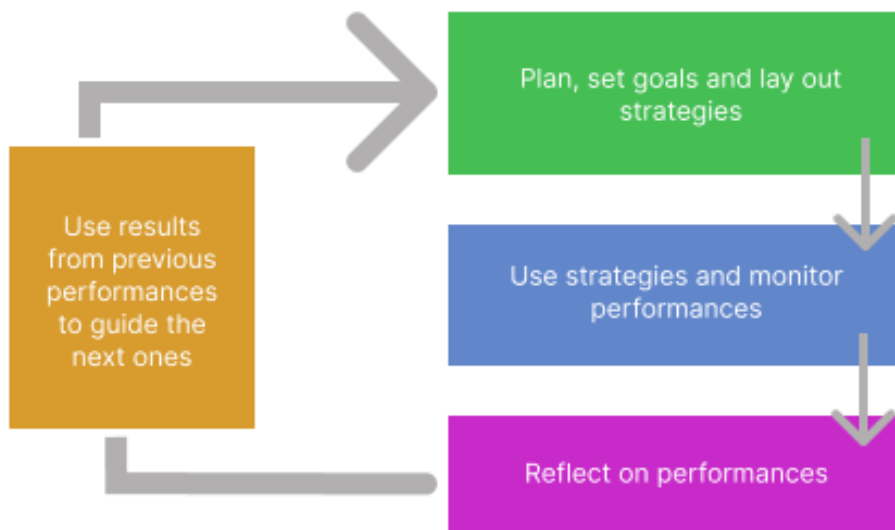 Plan, set goals and lay out
strategies
Use strategies and monitor
performances
Reflect on performances
Use results
from previous
performances
to guide the
next ones